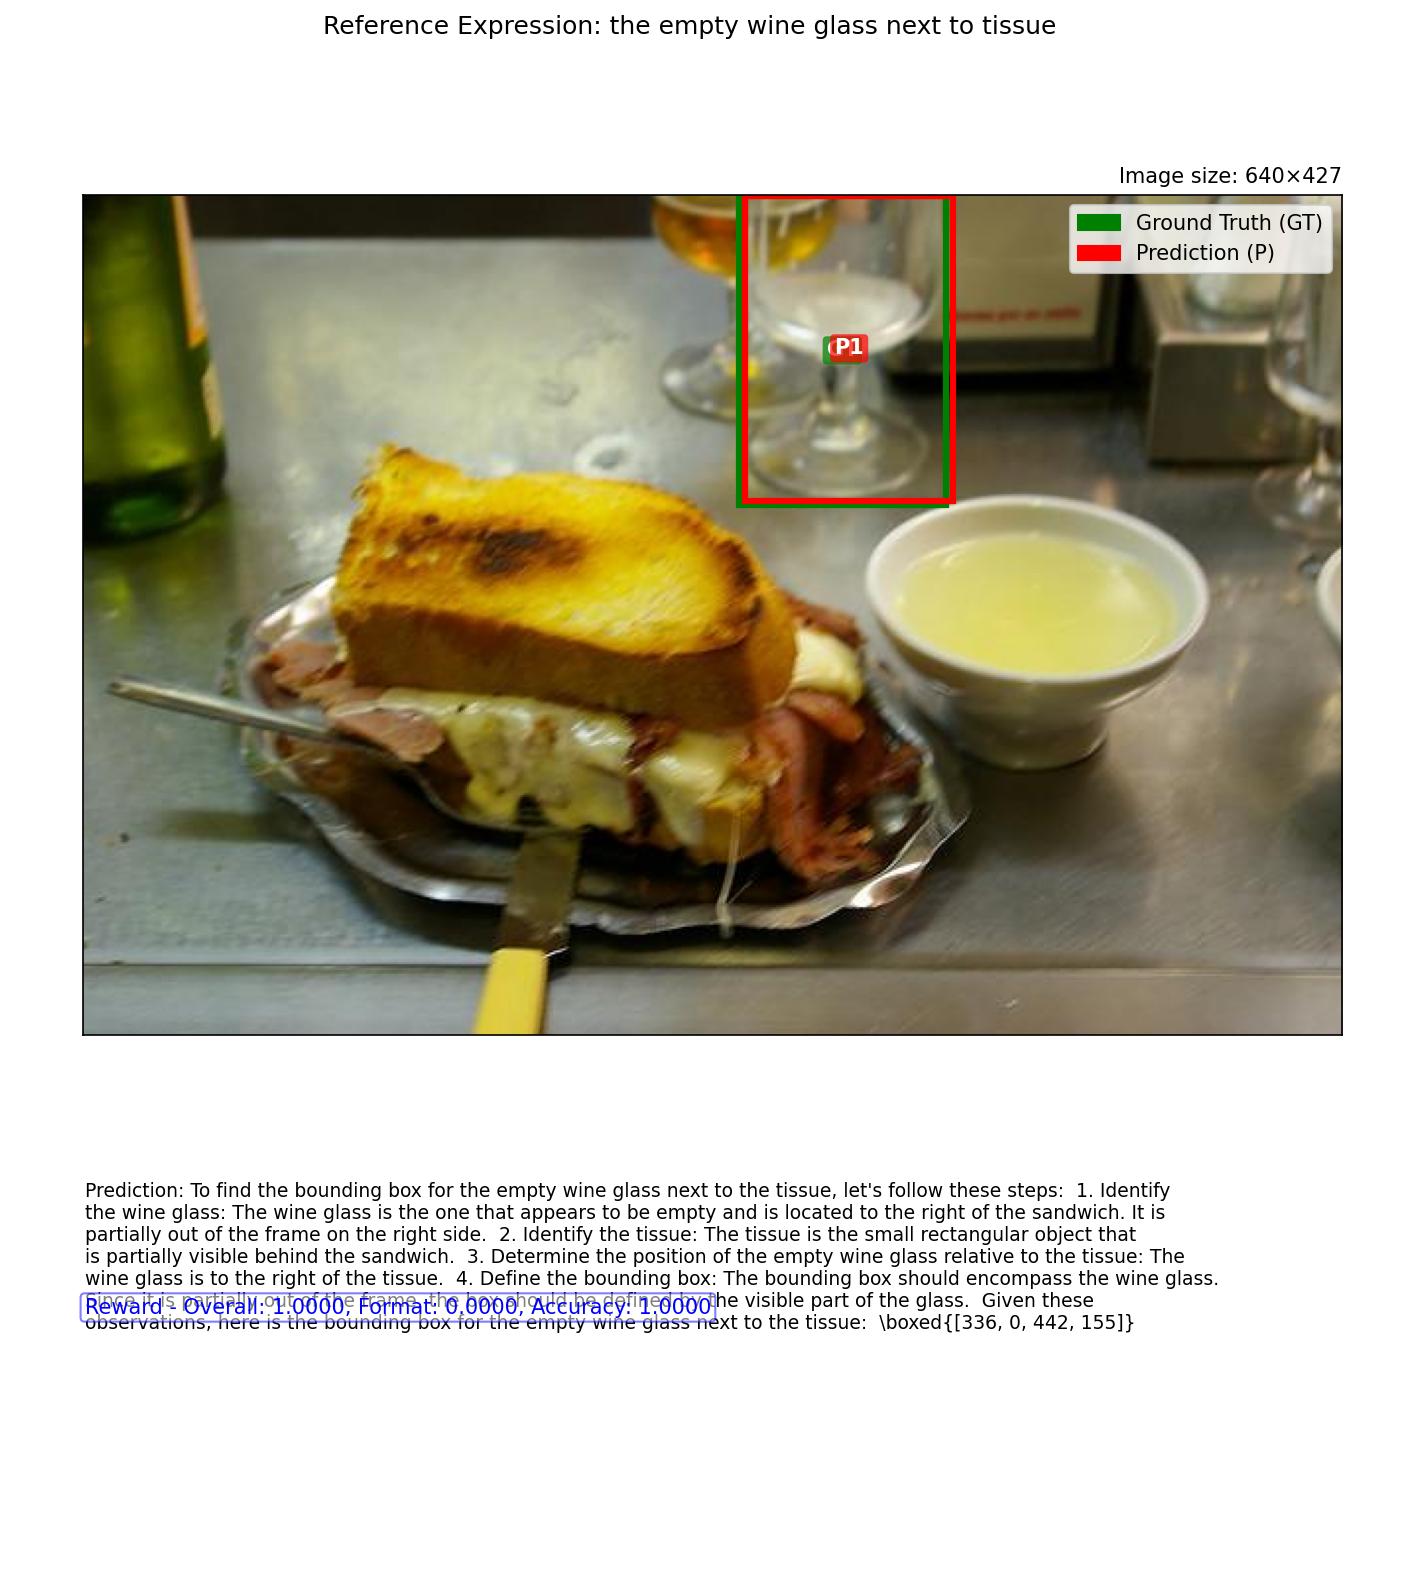 Reference Expression: the empty wine glass next to tissue
Image size: 640×427
Ground Truth (GT)
Prediction (P)
P1
Prediction: To find the bounding box for the empty wine glass next to the tissue, let's follow these steps:  1. Identify
the wine glass: The wine glass is the one that appears to be empty and is located to the right of the sandwich. It is
partially out of the frame on the right side.  2. Identify the tissue: The tissue is the small rectangular object that
is partially visible behind the sandwich.  3. Determine the position of the empty wine glass relative to the tissue: The
wine glass is to the right of the tissue.  4. Define the bounding box: The bounding box should encompass the wine glass.
Since it is partially out of the frame, the box should be defined by the visible part of the glass.  Given these
Reward - Overall: 1.0000, Format: 0.0000, Accuracy: 1.0000
observations, here is the bounding box for the empty wine glass next to the tissue:  \boxed{[336, 0, 442, 155]}